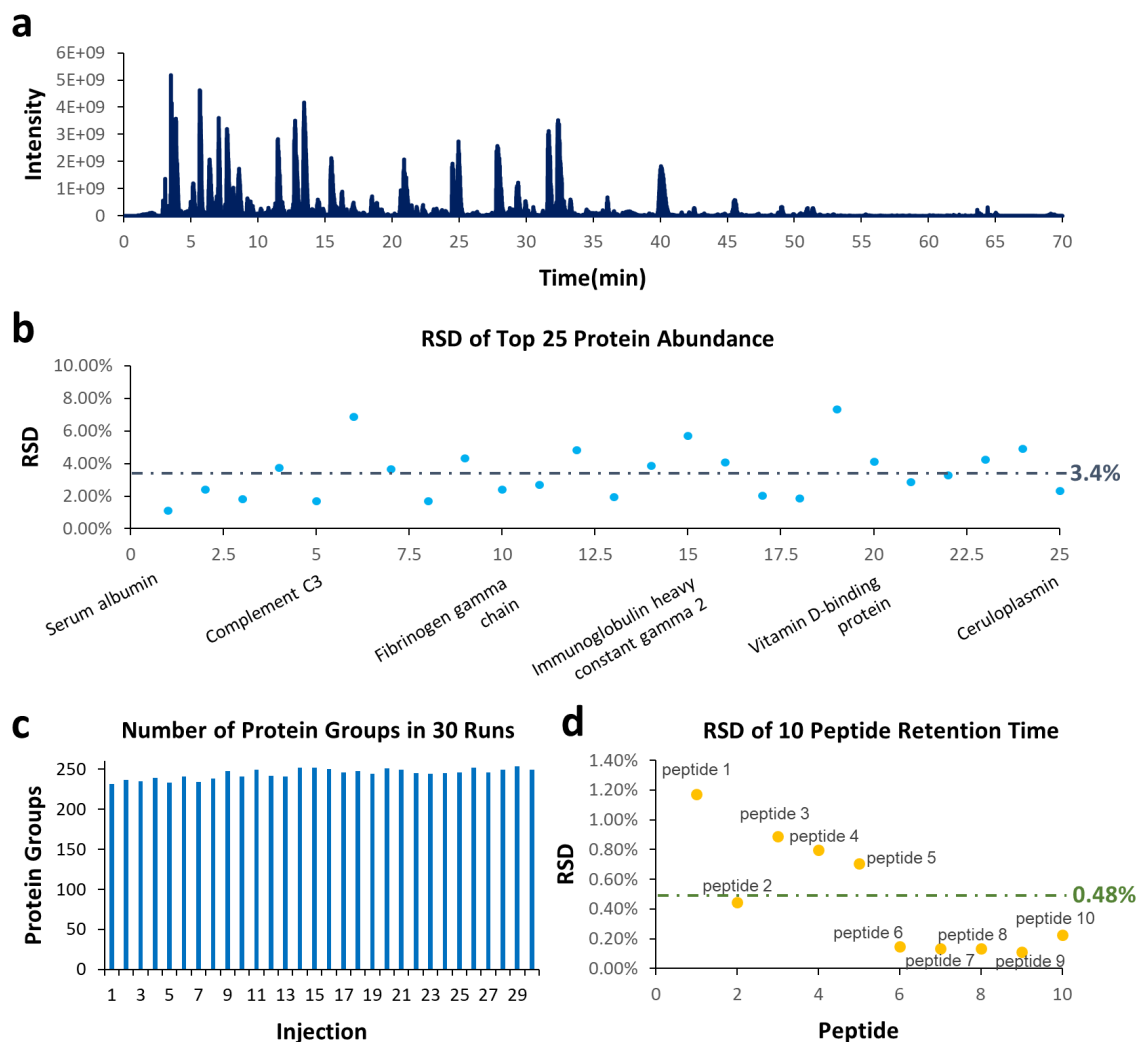 a
6E+09
5E+09
4E+09
3E+09
2E+09
1E+09
0
Intensity
0 5 10 15 20 25 30 35 40 45 50 55 60 65 70
Time(min)
b
RSD of Top 25 Protein Abundance
10.00%
8.00%
6.00%
4.00%
2.00%
0.00%
RSD
3.4%
0 2.5 5 7.5 10 12.5 15 17.5 20 22.5 25
Serum albumin
Complement C3
Fibrinogen gamma
chain
Immunoglobulin heavy
constant gamma 2
Vitamin D-binding
protein
Ceruloplasmin
c
Number of Protein Groups in 30 Runs
250
200
150
100
50
0
Protein Groups
1 3 5 7 9 11 13 15 17 19 21 23 25 27 29
Injection
d
RSD of 10 Peptide Retention Time
1.40%
1.20%
1.00%
0.80%
0.60%
0.40%
0.20%
0.00%
RSD
peptide 1
peptide 3
peptide 4
peptide 5
peptide 2
0.48%
peptide 10
peptide 6
peptide 8
peptide 7
peptide 9
0 2 4 6 8 10
Peptide